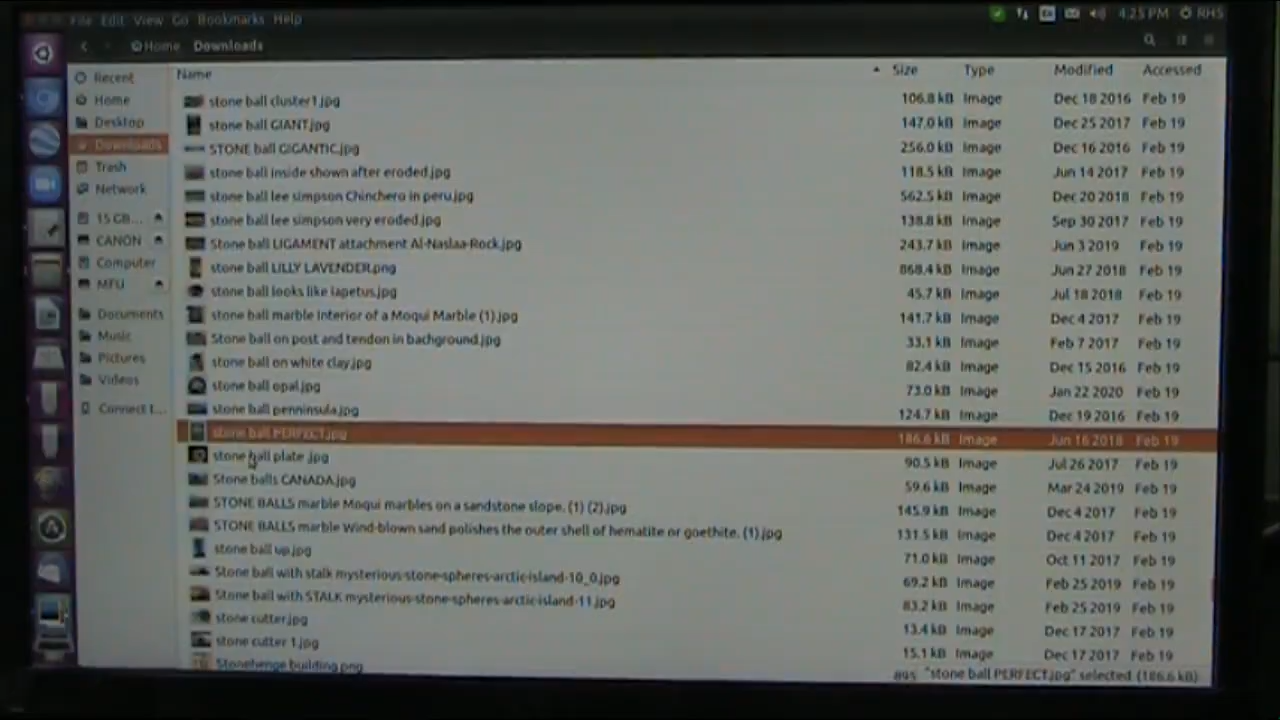 File Edit View Go Bookmarks Help
4:25 PM RHS
Home Downloads
Name Size Type Modified Accessed
Recent
Home
Desktop
Downloads
Trash
Network
15 GB...
CANON
Computer
MFU
Documents
Music
Pictures
Videos
Connect t...
stone ball cluster1.jpg 106.8 kB Image Dec 18 2016 Feb 19
stone ball GIANT.jpg 147.0 kB Image Dec 25 2017 Feb 19
STONE ball GIGANTIC.jpg 256.0 kB Image Dec 16 2016 Feb 19
stone ball inside shown after eroded.jpg 118.5 kB Image Jun 14 2017 Feb 19
stone ball lee simpson Chinchero in peru.jpg 562.5 kB Image Dec 20 2018 Feb 19
stone ball lee simpson very eroded.jpg 138.8 kB Image Sep 30 2017 Feb 19
Stone ball LIGAMENT attachment Al-Naslaa-Rock.jpg 243.7 kB Image Jun 3 2019 Feb 19
stone ball LILLY LAVENDER.png 868.4 kB Image Jun 27 2018 Feb 19
stone ball looks like Iapetus.jpg 45.7 kB Image Jul 18 2018 Feb 19
stone ball marble Interior of a Moqui Marble (1).jpg 141.7 kB Image Dec 4 2017 Feb 19
Stone ball on post and tendon in bachground.jpg 33.1 kB Image Feb 7 2017 Feb 19
stone ball on white clay.jpg 82.4 kB Image Dec 15 2016 Feb 19
stone ball opal.jpg 73.0 kB Image Jan 22 2020 Feb 19
stone ball penninsula.jpg 124.7 kB Image Dec 19 2016 Feb 19
stone ball PERFECT.jpg 186.6 kB Image Jun 16 2018 Feb 19
stone ball plate .jpg 90.5 kB Image Jul 26 2017 Feb 19
Stone balls CANADA.jpg 59.6 kB Image Mar 24 2019 Feb 19
STONE BALLS marble Moqui marbles on a sandstone slope. (1) (2).jpg 145.9 kB Image Dec 4 2017 Feb 19
STONE BALLS marble Wind-blown sand polishes the outer shell of hematite or goethite. (1).jpg 131.5 kB Image Dec 4 2017 Feb 19
stone ball up.jpg 71.0 kB Image Oct 11 2017 Feb 19
Stone ball with stalk mysterious-stone-spheres-arctic-island-10_0.jpg 69.2 kB Image Feb 25 2019 Feb 19
Stone ball with STALK mysterious-stone-spheres-arctic-island-11.jpg 83.2 kB Image Feb 25 2019 Feb 19
stone cutter.jpg 13.4 kB Image Dec 17 2017 Feb 19
stone cutter 1.jpg 15.1 kB Image Dec 17 2017 Feb 19
Stonehenge building.png
"stone ball PERFECT.jpg" selected (186.6 kB)